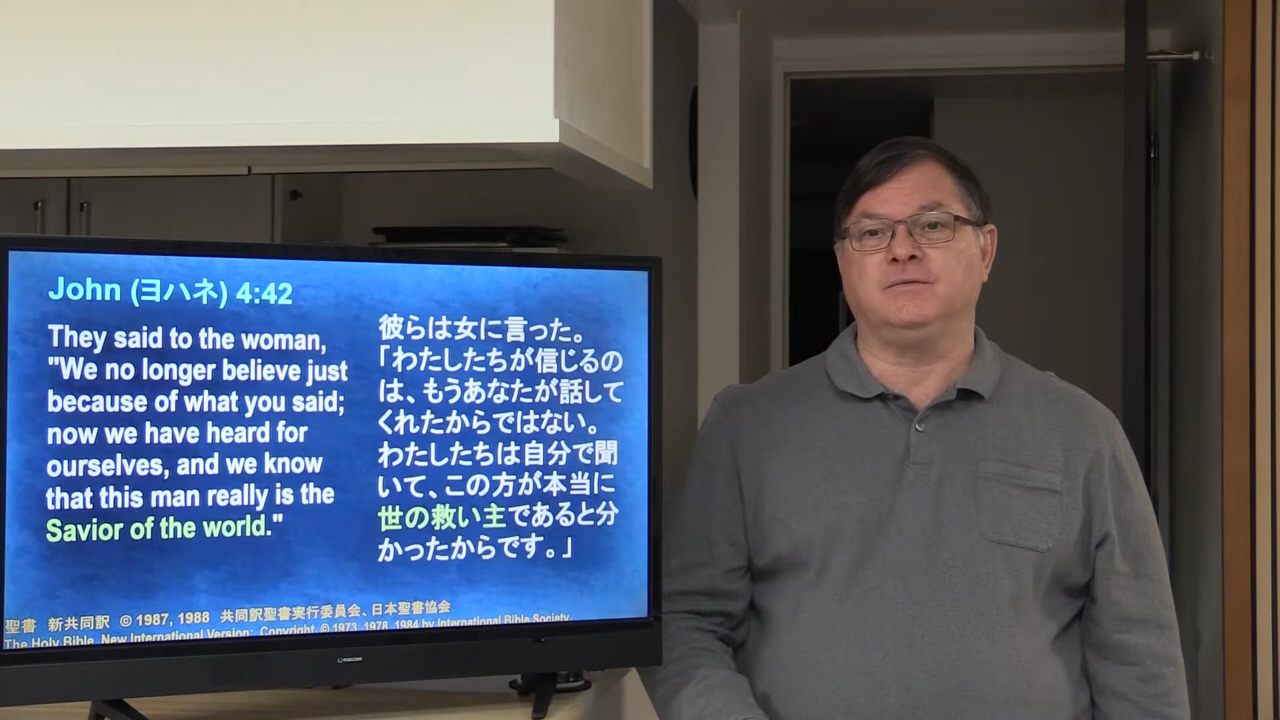 John (ヨハネ) 4:42
They said to the woman,
"We no longer believe just
because of what you said;
now we have heard for
ourselves, and we know
that this man really is the
Savior of the world."
彼らは女に言った。
「わたしたちが信じるの
は、もうあなたが話して
くれたからではない。
わたしたちは自分で聞
いて、この方が本当に
世の救い主であると分
かったからです。」
聖書 新共同訳 © 1987, 1988 共同訳聖書実行委員会、日本聖書協会
The Holy Bible, New International Version; Copyright, © 1973, 1978, 1984 by International Bible Society.